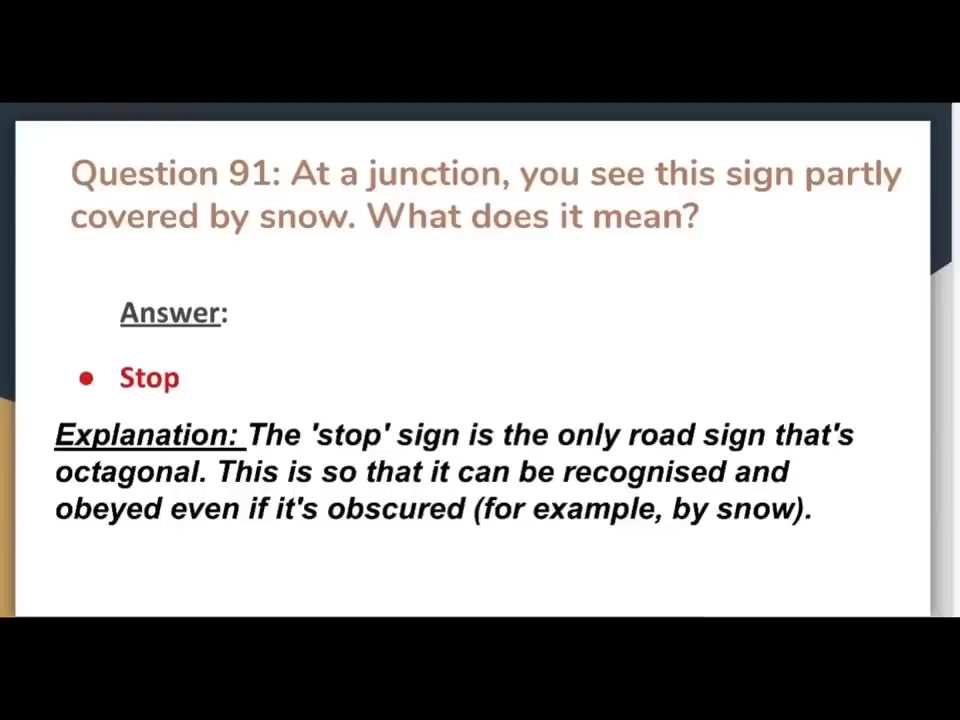 Question 91: At a junction, you see this sign partly
covered by snow. What does it mean?
Answer:
● Stop
Explanation: The 'stop' sign is the only road sign that's
octagonal. This is so that it can be recognised and
obeyed even if it's obscured (for example, by snow).